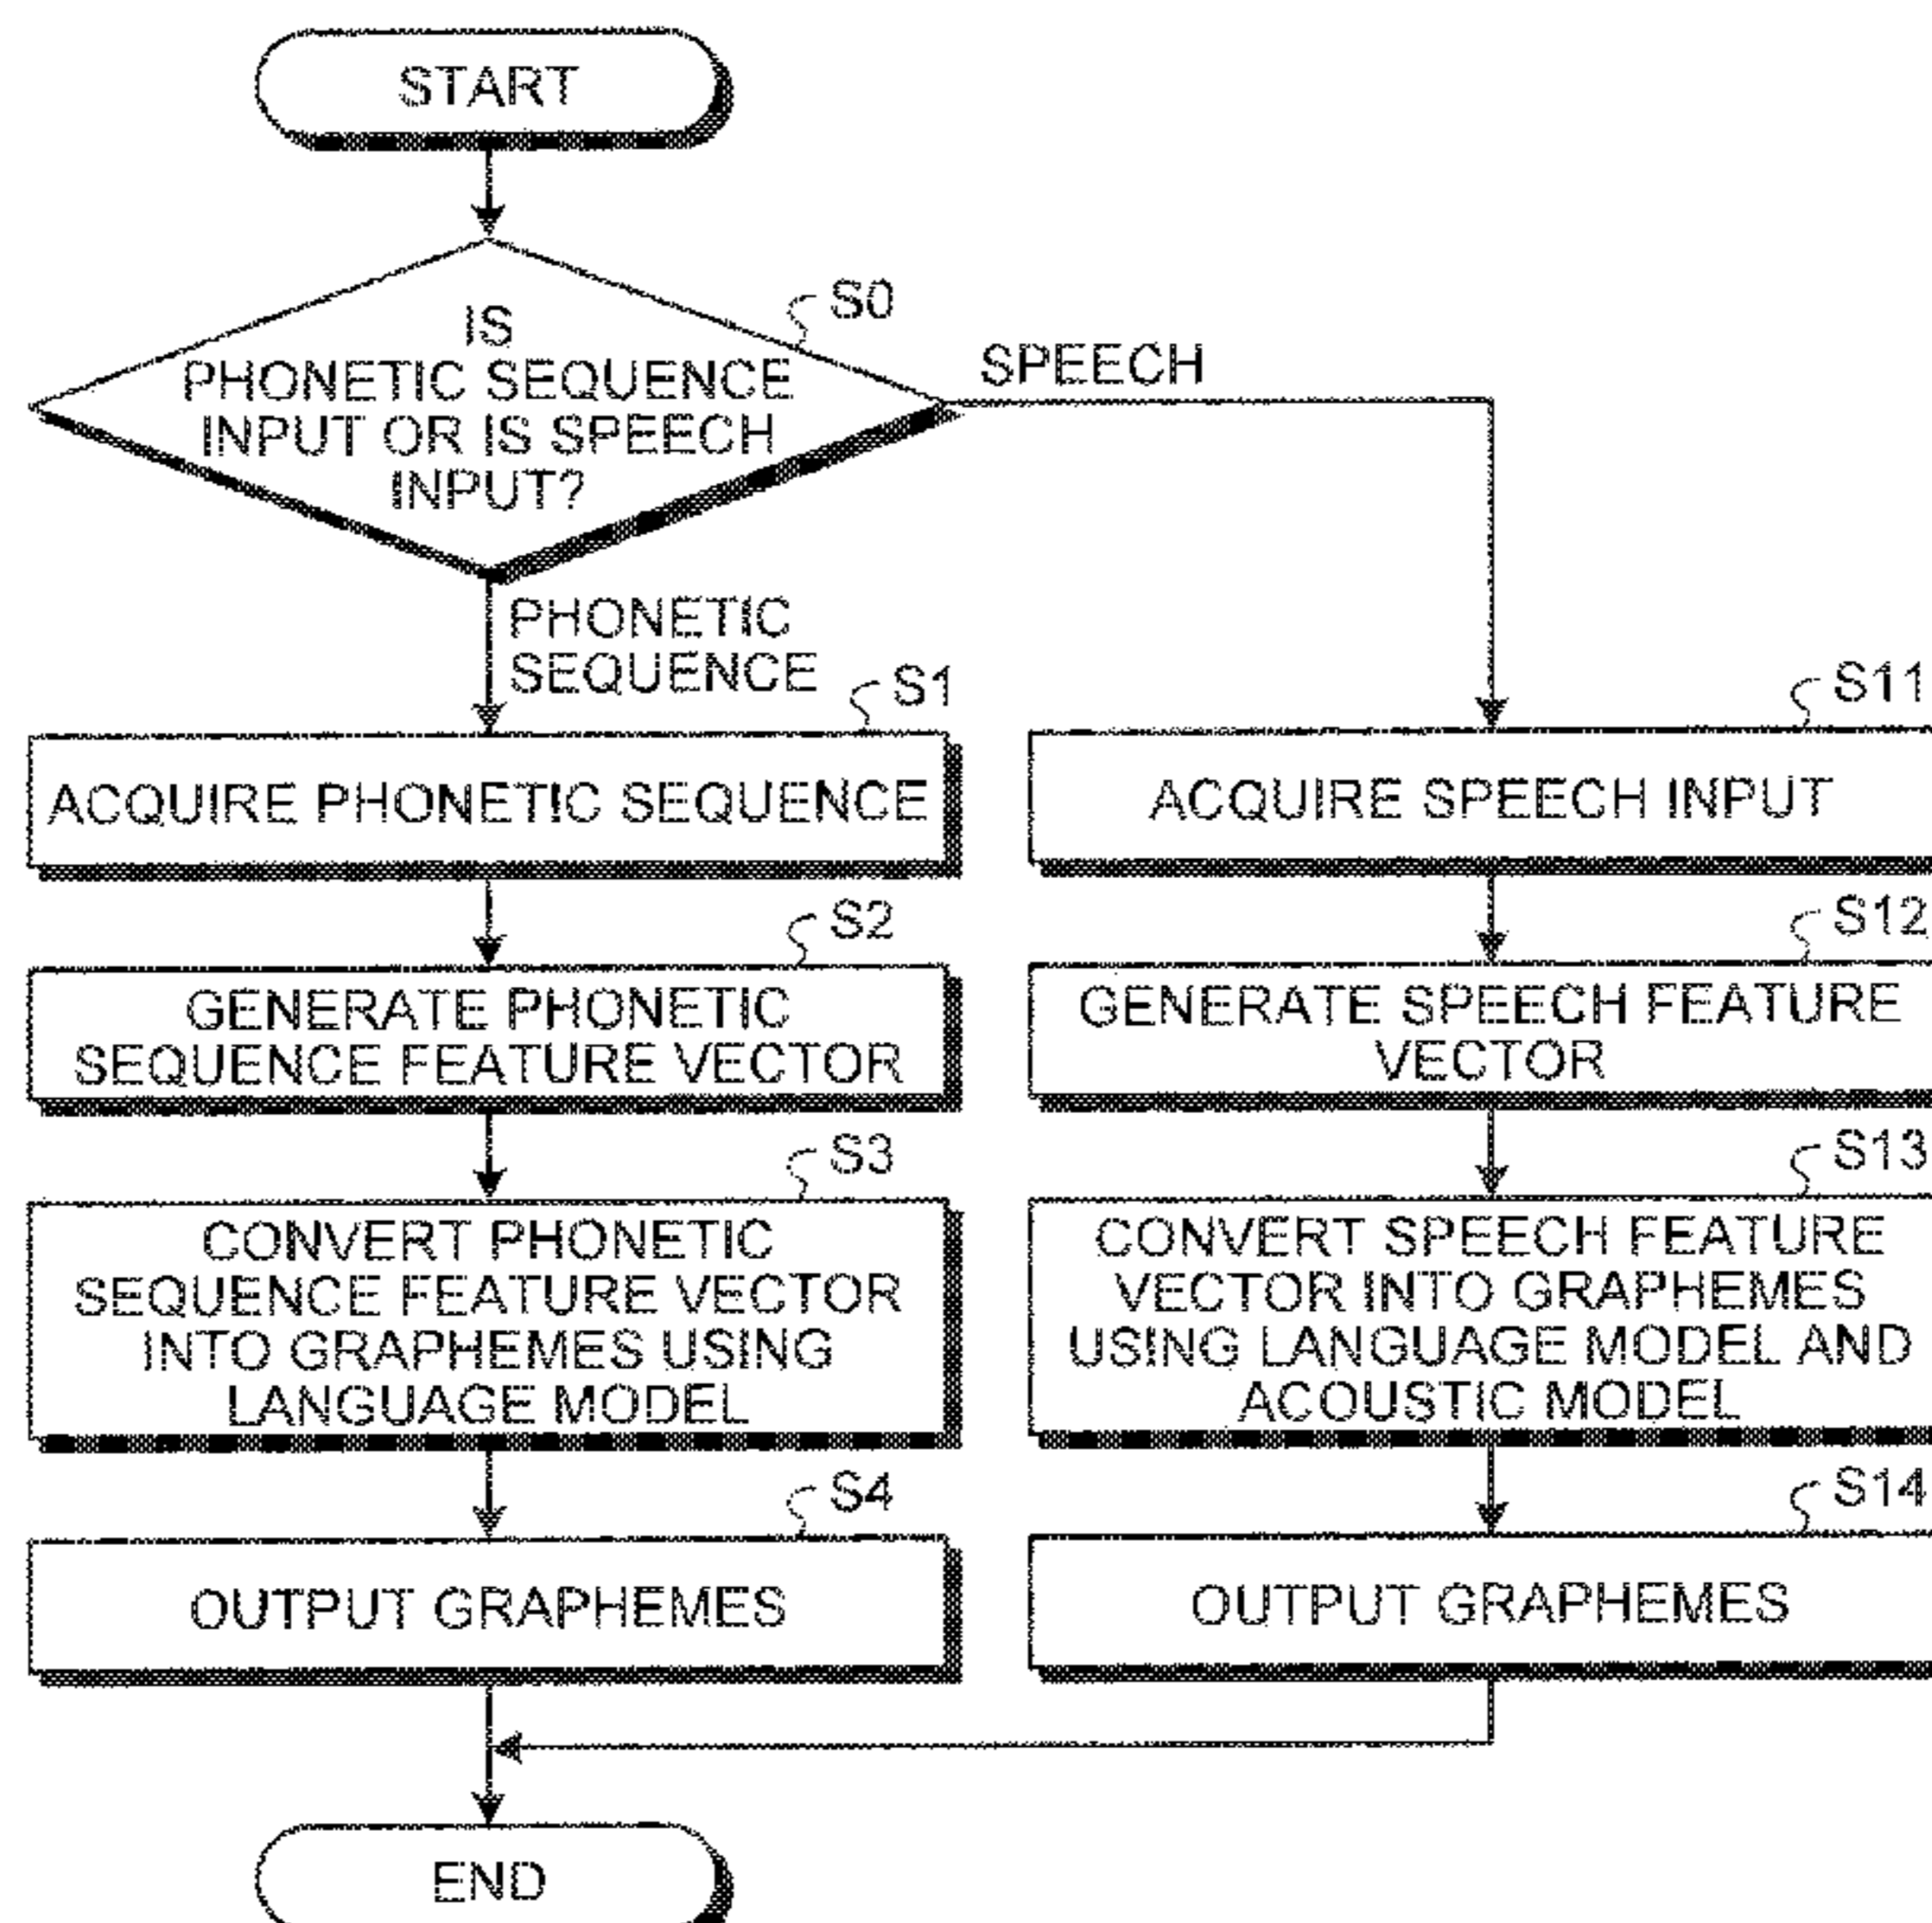 START
S0
IS
PHONETIC SEQUENCE
INPUT OR IS SPEECH
INPUT?
SPEECH
PHONETIC
SEQUENCE
S1
ACQUIRE PHONETIC SEQUENCE
S2
GENERATE PHONETIC
SEQUENCE FEATURE VECTOR
S3
CONVERT PHONETIC
SEQUENCE FEATURE VECTOR
INTO GRAPHEMES USING
LANGUAGE MODEL
S4
OUTPUT GRAPHEMES
S11
ACQUIRE SPEECH INPUT
S12
GENERATE SPEECH FEATURE
VECTOR
S13
CONVERT SPEECH FEATURE
VECTOR INTO GRAPHEMES
USING LANGUAGE MODEL AND
ACOUSTIC MODEL
S14
OUTPUT GRAPHEMES
END